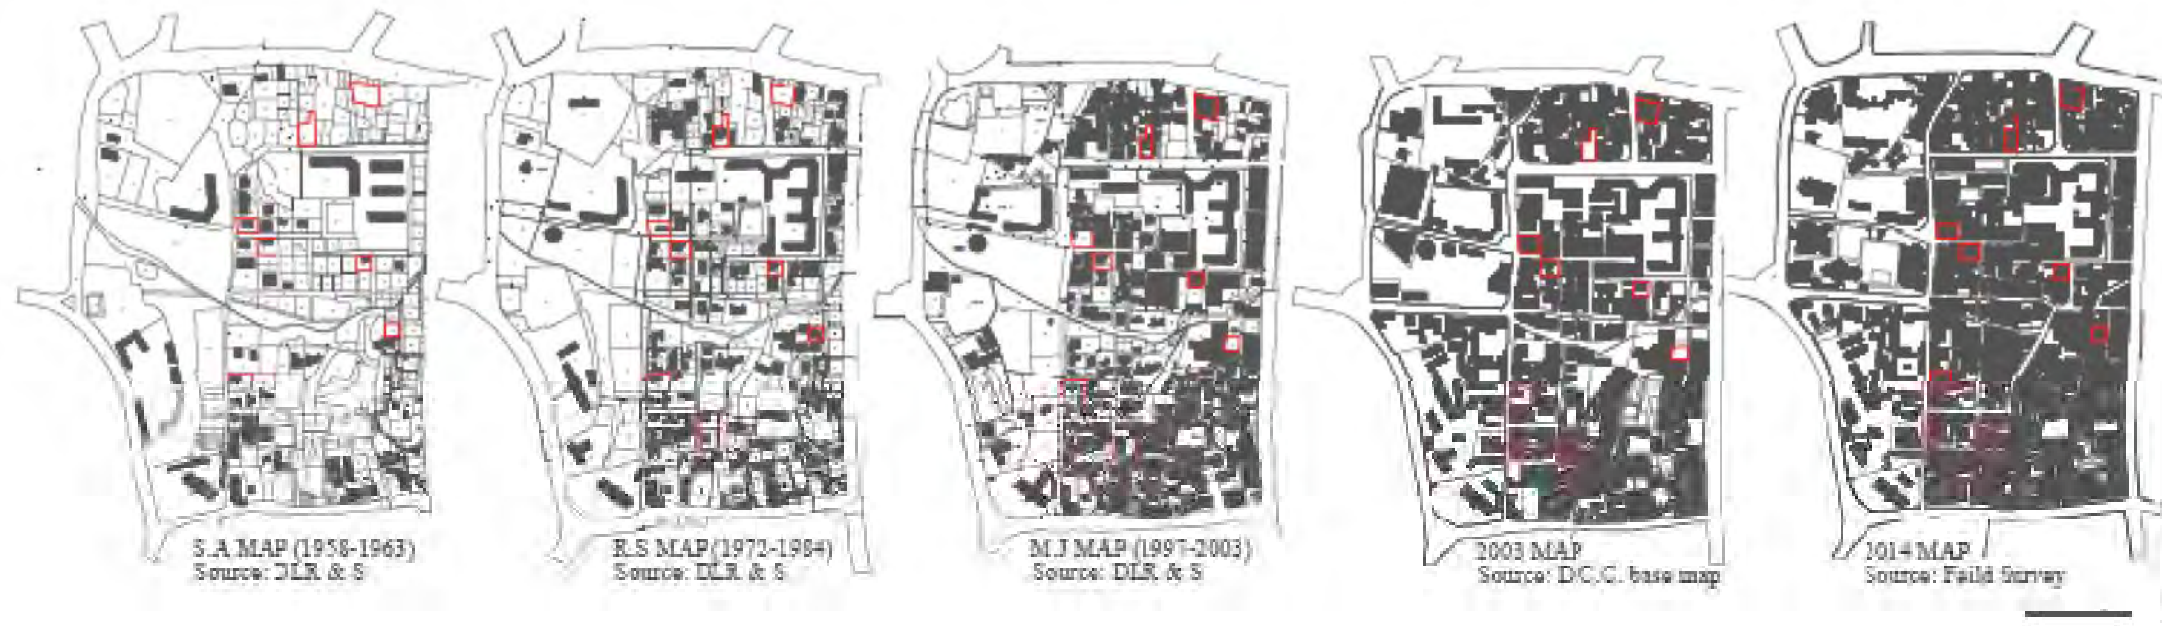 S.A MAP (1958-1963)
Source: DLR & S
R.S MAP (1972-1984)
Source: DLR & S
M.J MAP (1997-2003)
Source: DLR & S
2003 MAP
Source: D.C.C. base map
2014 MAP
Source: Feild Survey